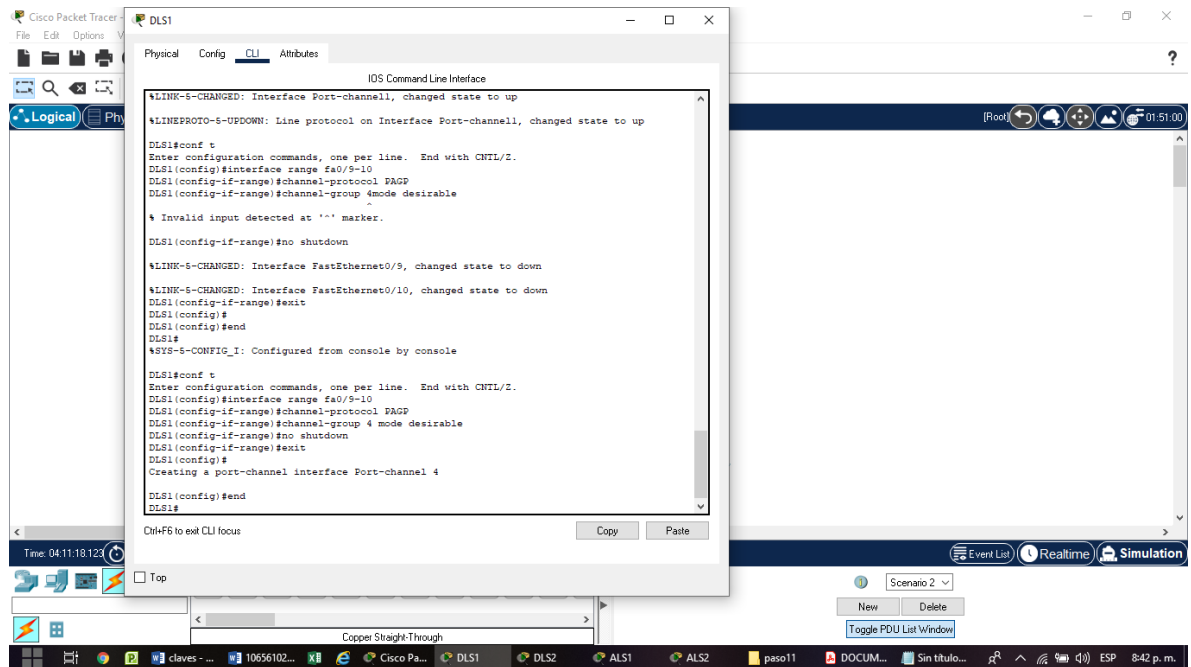 Cisco Packet Tracer -
DLS1
File Edit Options V
Physical Config CLI Attributes
IOS Command Line Interface
%LINK-5-CHANGED: Interface Port-channel1, changed state to up
%LINEPROTO-5-UPDOWN: Line protocol on Interface Port-channel1, changed state to up
DLS1#conf t
Enter configuration commands, one per line. End with CNTL/Z.
DLS1(config)#interface range fa0/9-10
DLS1(config-if-range)#channel-protocol PAGP
DLS1(config-if-range)#channel-group 4mode desirable
^
% Invalid input detected at '^' marker.
DLS1(config-if-range)#no shutdown
%LINK-5-CHANGED: Interface FastEthernet0/9, changed state to down
%LINK-5-CHANGED: Interface FastEthernet0/10, changed state to down
DLS1(config-if-range)#exit
DLS1(config)#
DLS1(config)#end
DLS1#
%SYS-5-CONFIG_I: Configured from console by console
DLS1#conf t
Enter configuration commands, one per line. End with CNTL/Z.
DLS1(config)#interface range fa0/9-10
DLS1(config-if-range)#channel-protocol PAGP
DLS1(config-if-range)#channel-group 4 mode desirable
DLS1(config-if-range)#no shutdown
DLS1(config-if-range)#exit
DLS1(config)#
Creating a port-channel interface Port-channel 4
DLS1(config)#end
DLS1#
Ctrl+F6 to exit CLI focus
Copy Paste
Top
Logical Phy
[Root] 01:51:00
Time: 04:11:18.123
Event List Realtime Simulation
Scenario 2
New Delete
Toggle PDU List Window
Copper Straight-Through
claves - ... 10656102... Cisco Pa... DLS1 DLS2 ALS1 ALS2 paso11 DOCUM... Sin título... ESP 8:42 p. m.